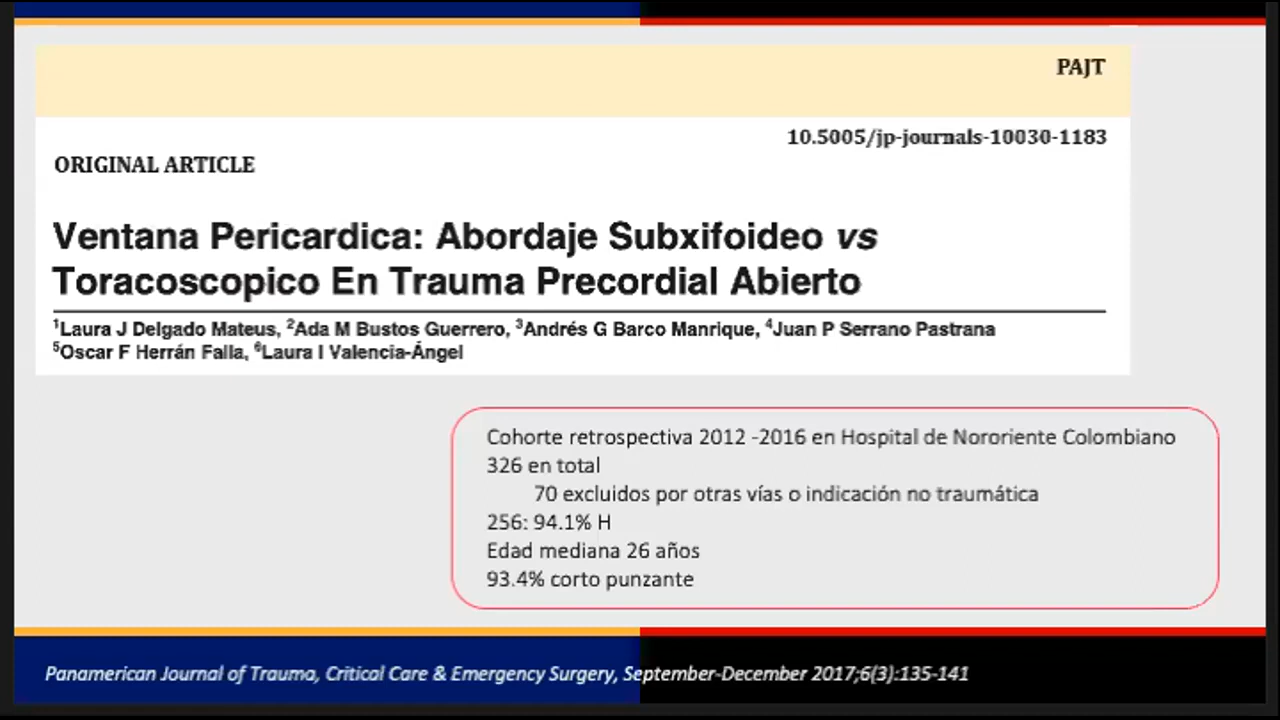 PAJT
10.5005/jp-journals-10030-1183
ORIGINAL ARTICLE
Ventana Pericardica: Abordaje Subxifoideo vs
Toracoscopico En Trauma Precordial Abierto
¹Laura J Delgado Mateus, ²Ada M Bustos Guerrero, ³Andrés G Barco Manrique, ⁴Juan P Serrano Pastrana
⁵Oscar F Herrán Falla, ⁶Laura I Valencia-Ángel
Cohorte retrospectiva 2012 -2016 en Hospital de Nororiente Colombiano
326 en total
70 excluidos por otras vías o indicación no traumática
256: 94.1% H
Edad mediana 26 años
93.4% corto punzante
Panamerican Journal of Trauma, Critical Care & Emergency Surgery, September-December 2017;6(3):135-141